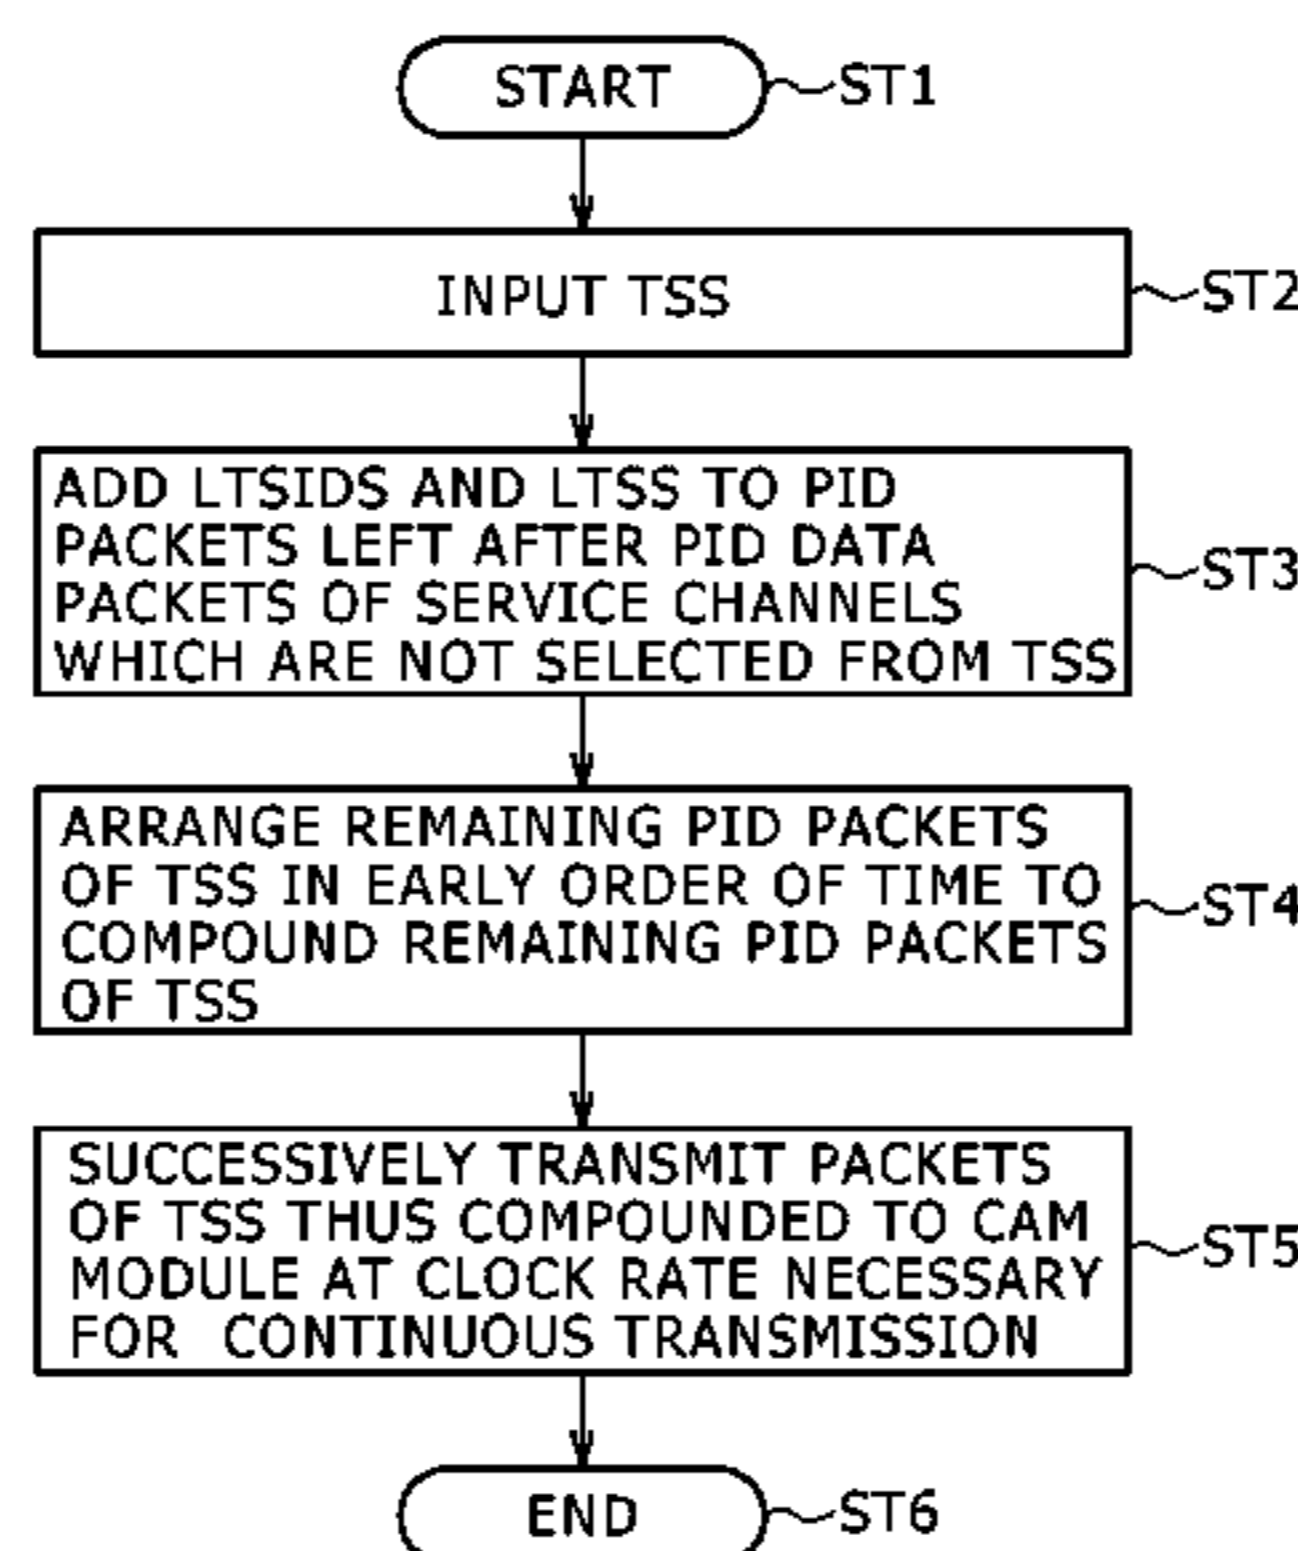 START
ST1
INPUT TSS
ST2
ADD LTSIDS AND LTSS TO PID
PACKETS LEFT AFTER PID DATA
PACKETS OF SERVICE CHANNELS
WHICH ARE NOT SELECTED FROM TSS
ST3
ARRANGE REMAINING PID PACKETS
OF TSS IN EARLY ORDER OF TIME TO
COMPOUND REMAINING PID PACKETS
OF TSS
ST4
SUCCESSIVELY TRANSMIT PACKETS
OF TSS THUS COMPOUNDED TO CAM
MODULE AT CLOCK RATE NECESSARY
FOR CONTINUOUS TRANSMISSION
ST5
END
ST6